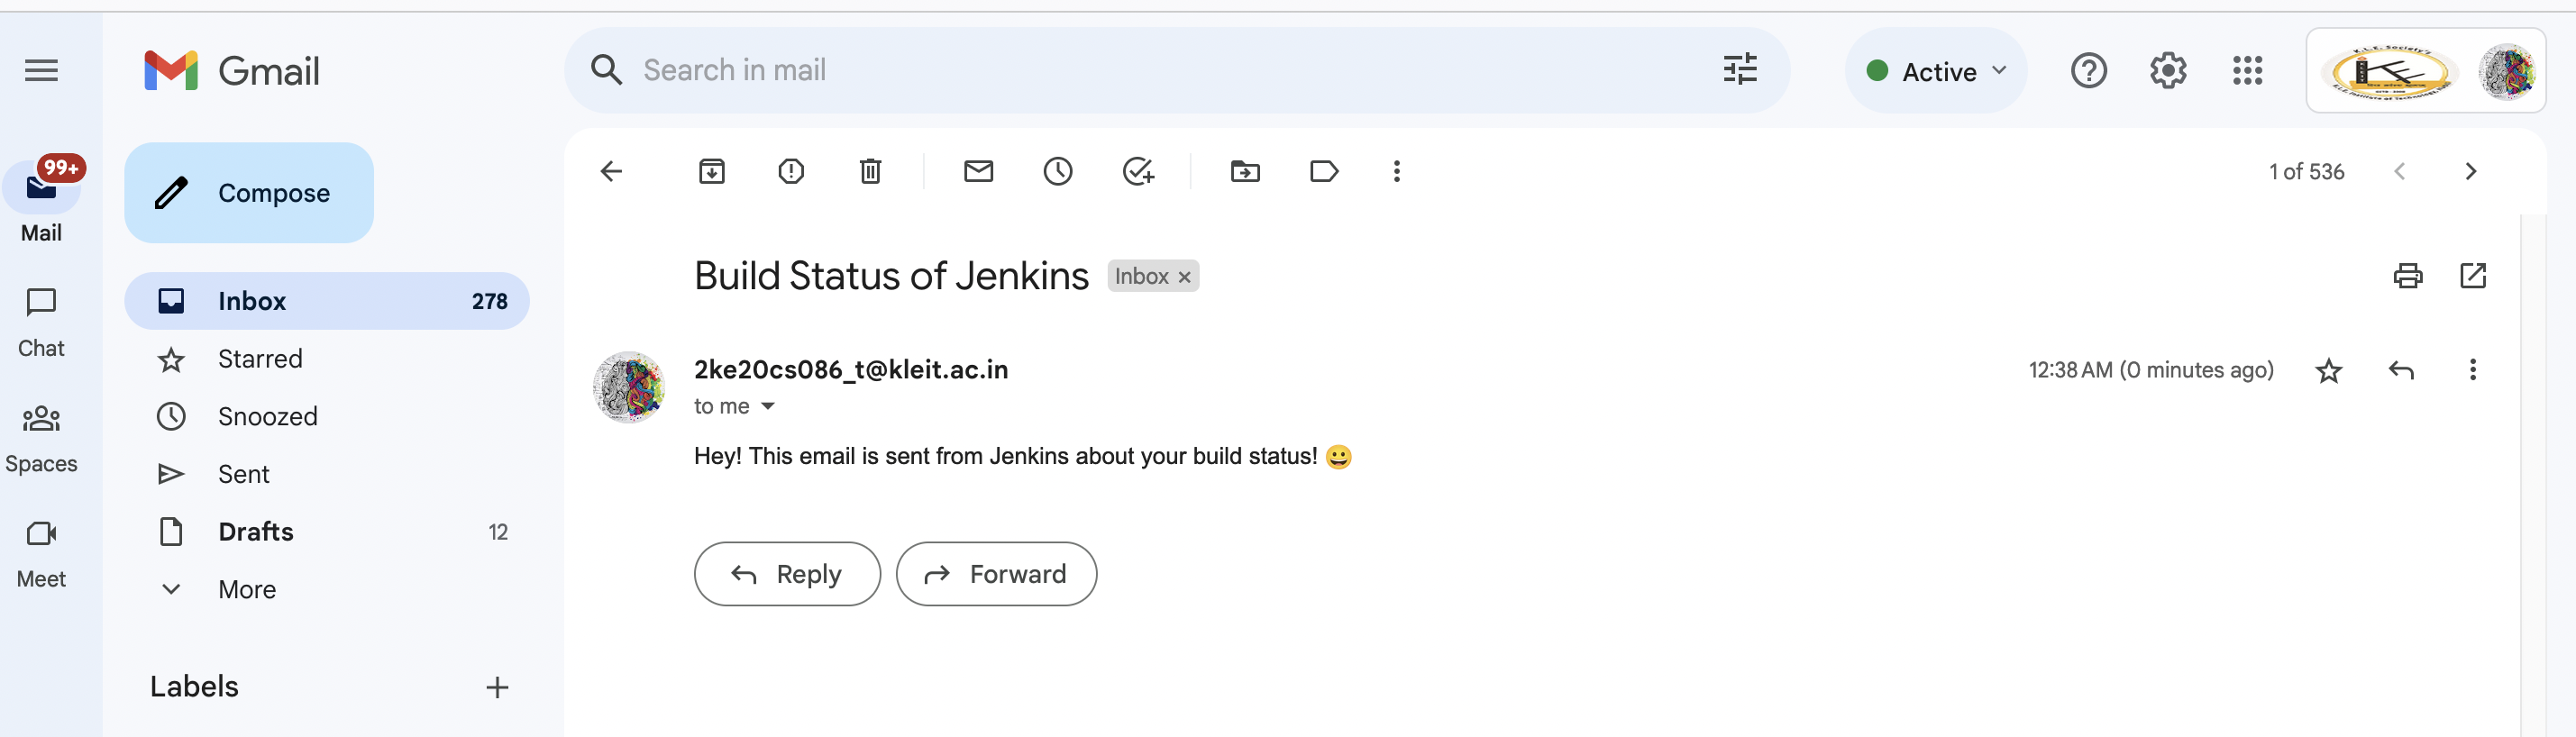 Gmail
Search in mail
Active
K.L.E. Society's
99+
Mail
Compose
1 of 536
Build Status of Jenkins
Inbox ×
Inbox 278
Chat
Starred
2ke20cs086_t@kleit.ac.in
12:38 AM (0 minutes ago)
to me
Snoozed
Spaces
Hey! This email is sent from Jenkins about your build status! 😀
Sent
Drafts 12
Meet
Reply
Forward
More
Labels